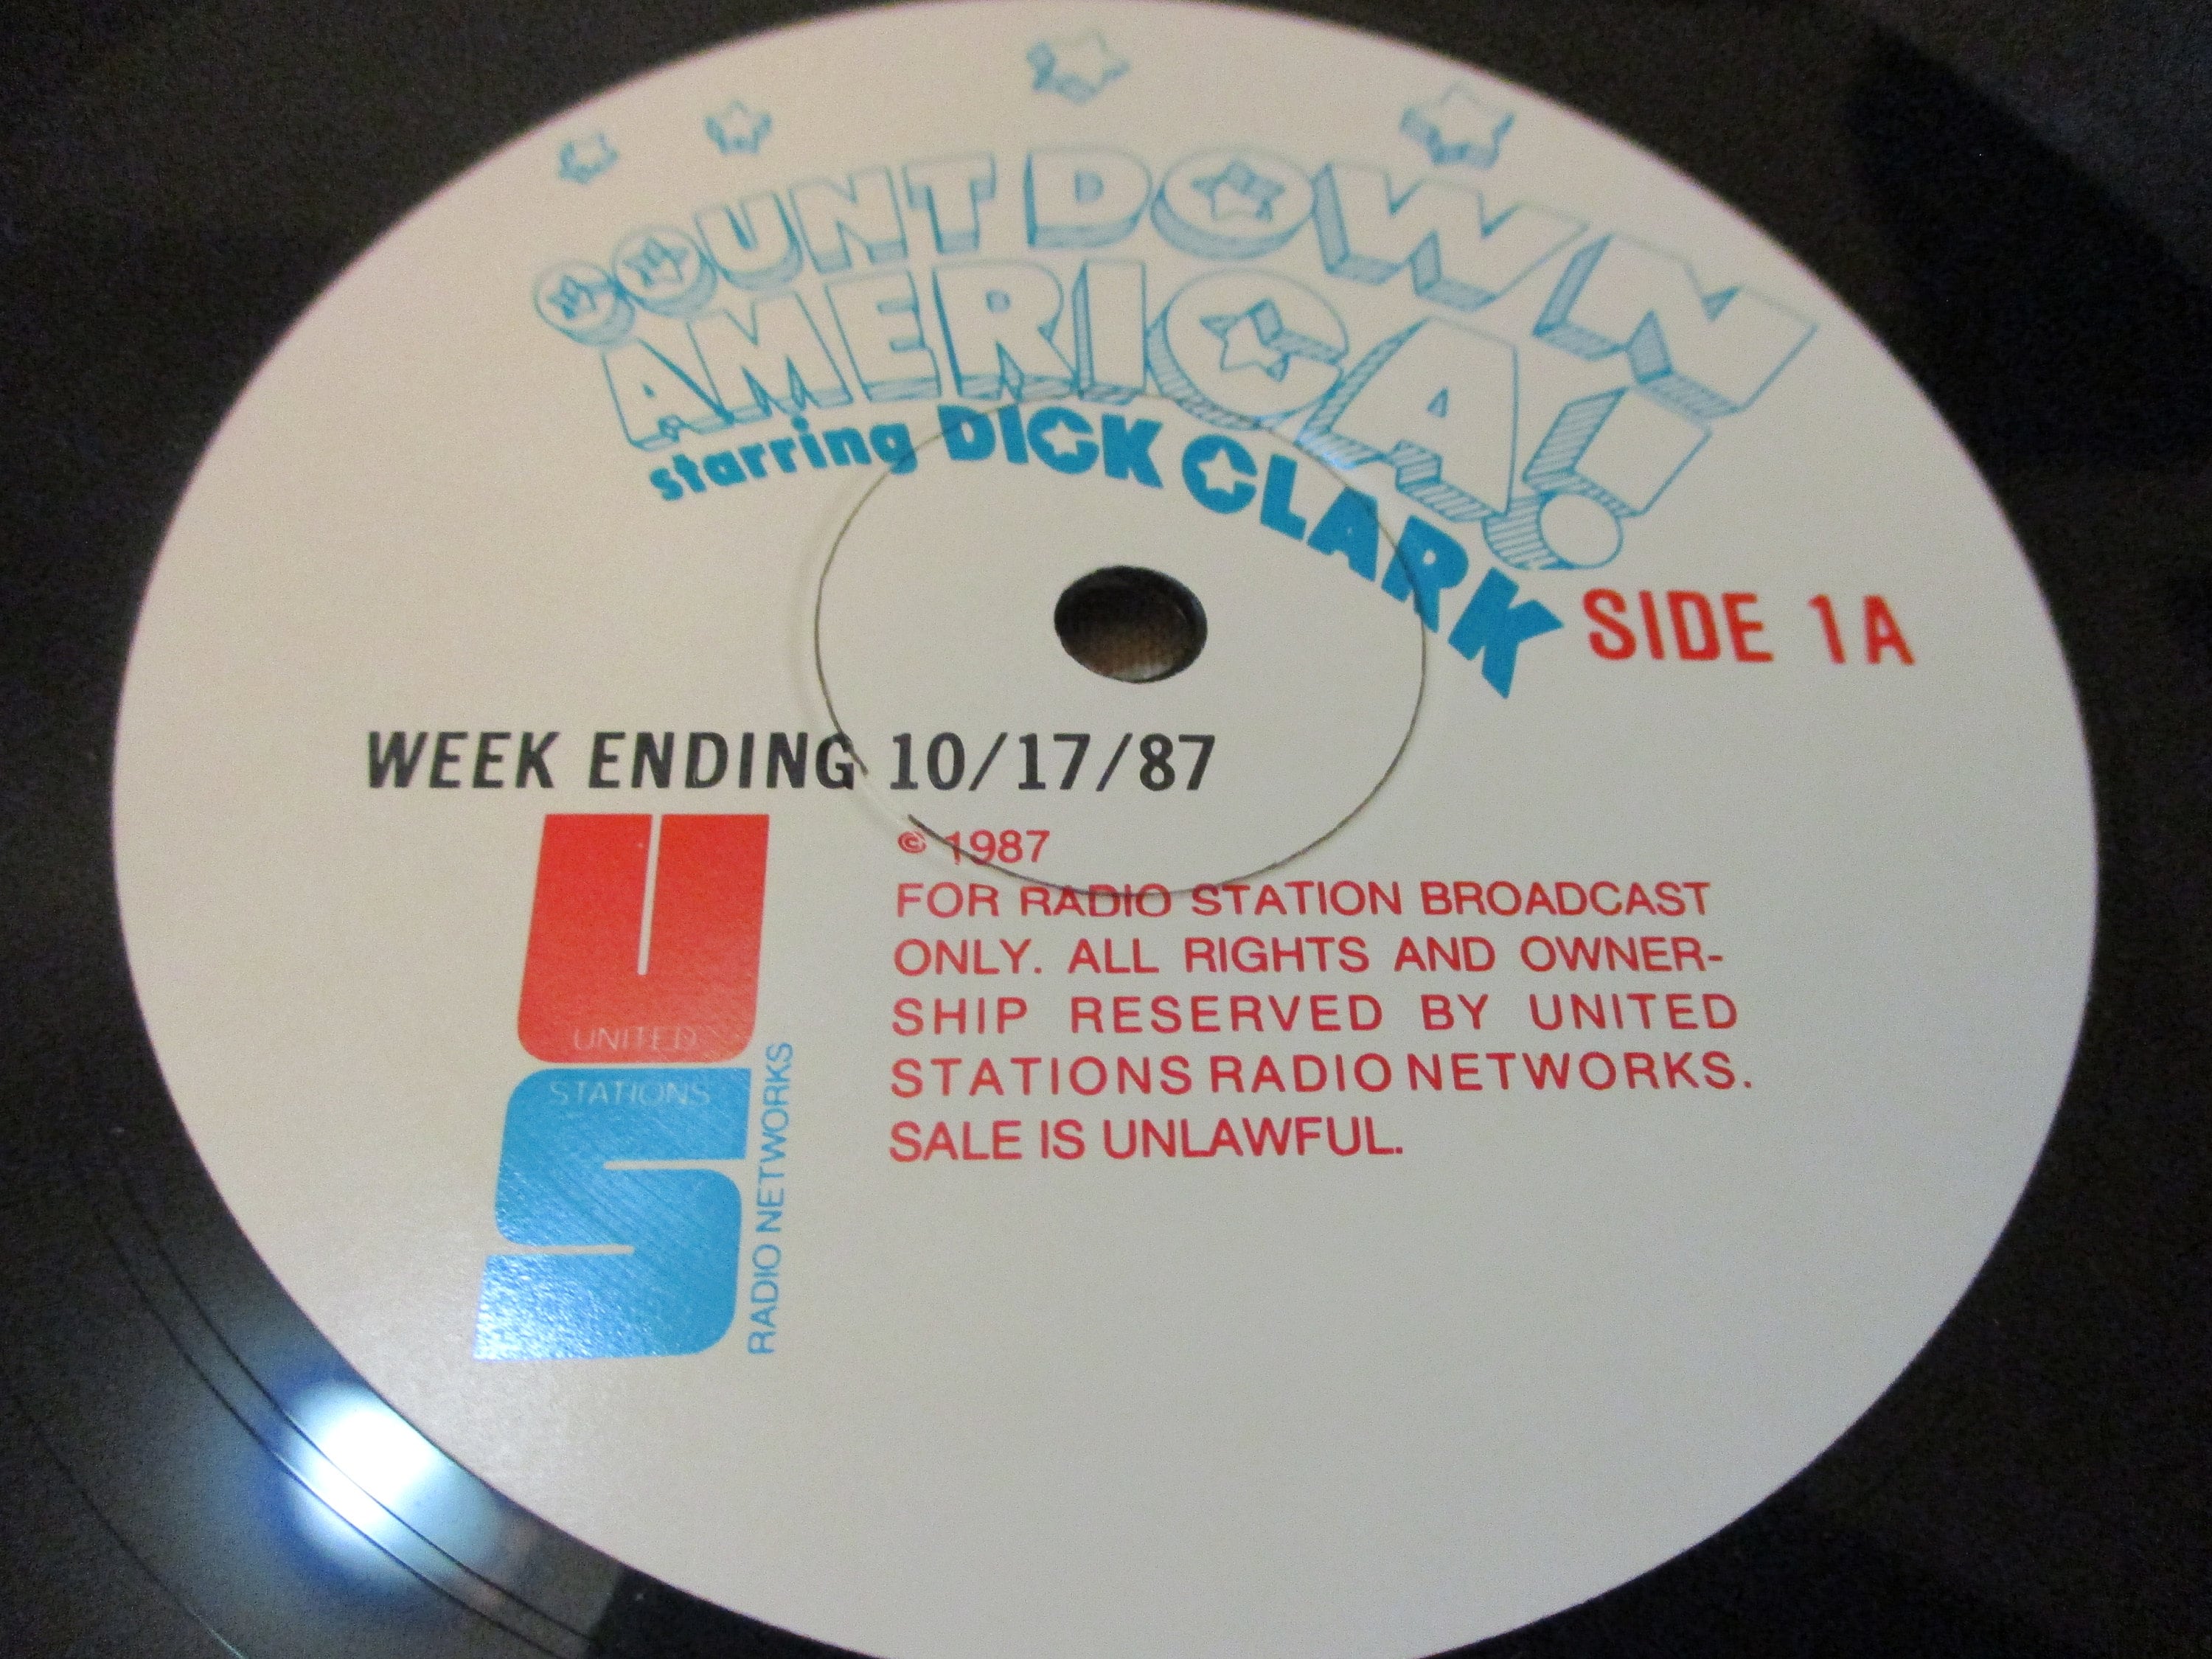 COUNTDOWN
AMERICA!
starring DICK CLARK
SIDE 1A
WEEK ENDING 10/17/87
UNITED
STATIONS
RADIO NETWORKS
© 1987
FOR RADIO STATION BROADCAST
ONLY. ALL RIGHTS AND OWNER-
SHIP RESERVED BY UNITED
STATIONS RADIO NETWORKS.
SALE IS UNLAWFUL.